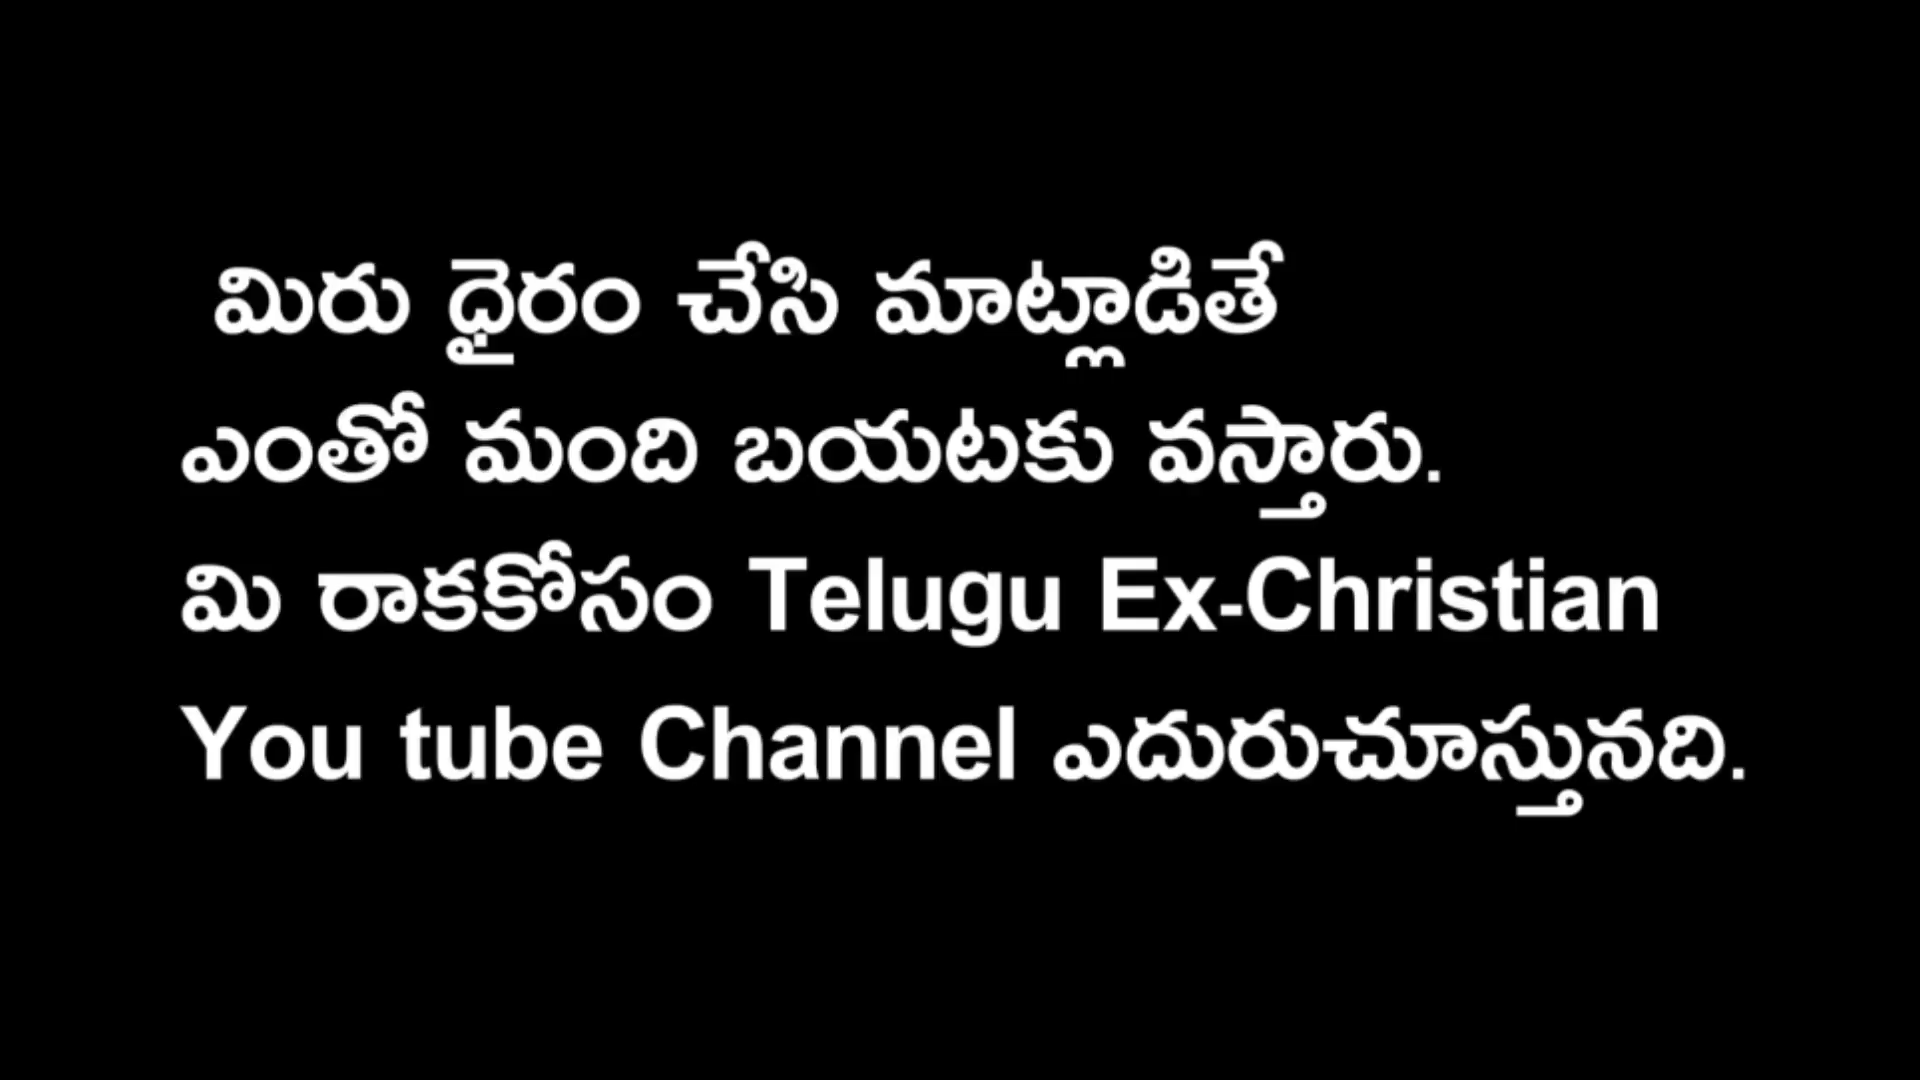 మిరు ధైరం చేసి మాట్లాడితే
ఎంతో మంది బయటకు వస్తారు.
మి రాకకోసం Telugu Ex-Christian
You tube Channel ఎదురుచూస్తునది.